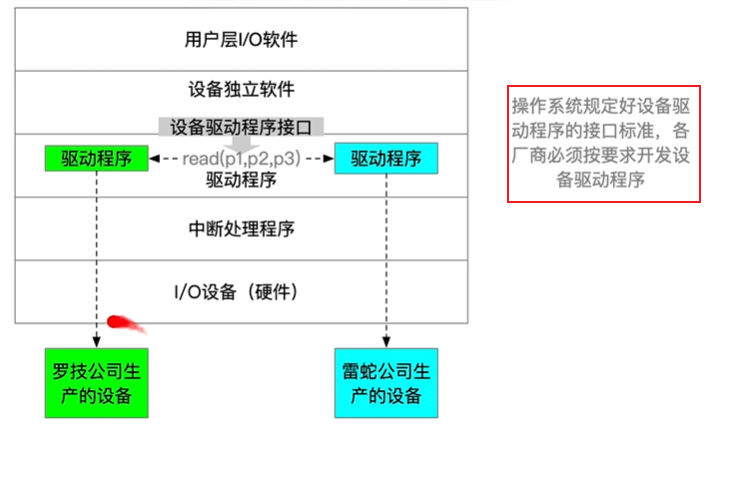 用户层I/O软件
设备独立软件
设备驱动程序接口
驱动程序
read(p1,p2,p3)
驱动程序
驱动程序
中断处理程序
I/O设备（硬件）
罗技公司生
产的设备
雷蛇公司生
产的设备
操作系统规定好设备驱
动程序的接口标准，各
厂商必须按要求开发设
备驱动程序